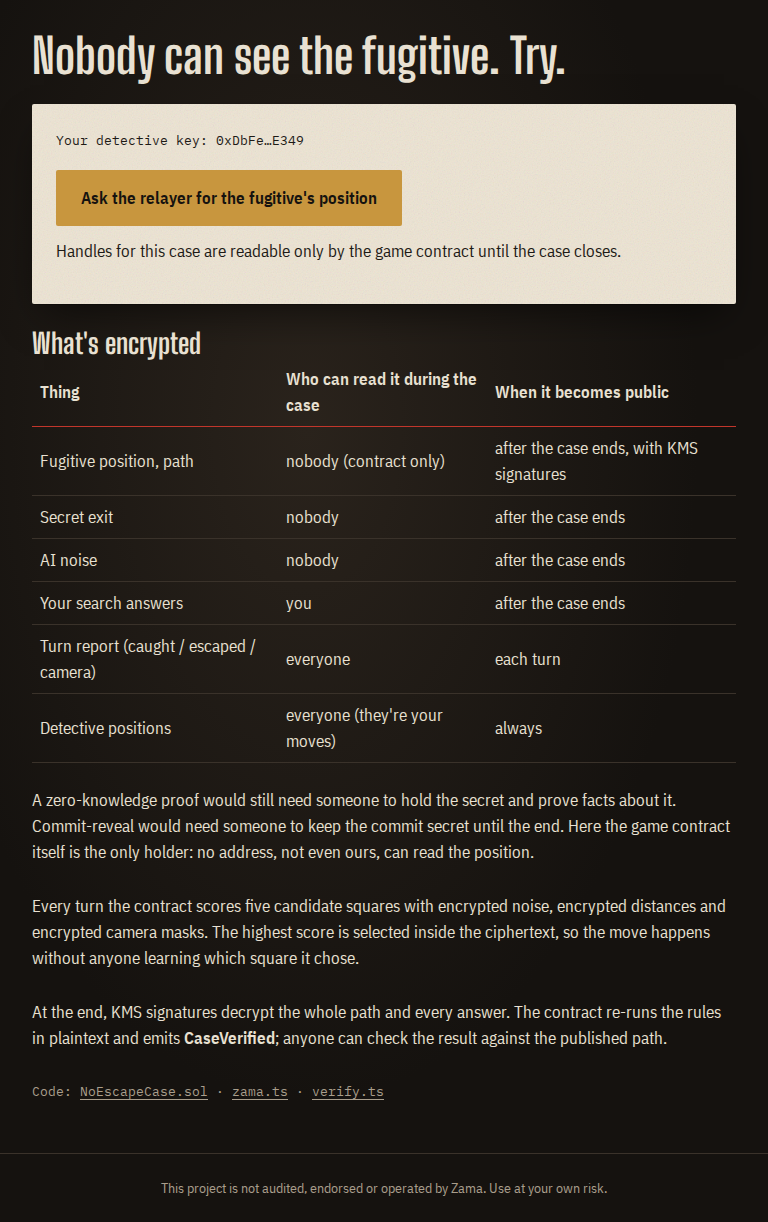 Nobody can see the fugitive. Try.
Your detective key: 0xDbFe…E349
Ask the relayer for the fugitive's position
Handles for this case are readable only by the game contract until the case closes.
What's encrypted
Thing
Who can read it during the
case
When it becomes public
Fugitive position, path
nobody (contract only)
after the case ends, with KMS
signatures
Secret exit
nobody
after the case ends
AI noise
nobody
after the case ends
Your search answers
you
after the case ends
Turn report (caught / escaped /
camera)
everyone
each turn
Detective positions
everyone (they're your
moves)
always
A zero-knowledge proof would still need someone to hold the secret and prove facts about it.
Commit-reveal would need someone to keep the commit secret until the end. Here the game contract
itself is the only holder: no address, not even ours, can read the position.
Every turn the contract scores five candidate squares with encrypted noise, encrypted distances and
encrypted camera masks. The highest score is selected inside the ciphertext, so the move happens
without anyone learning which square it chose.
At the end, KMS signatures decrypt the whole path and every answer. The contract re-runs the rules
in plaintext and emits CaseVerified; anyone can check the result against the published path.
Code: NoEscapeCase.sol · zama.ts · verify.ts
This project is not audited, endorsed or operated by Zama. Use at your own risk.